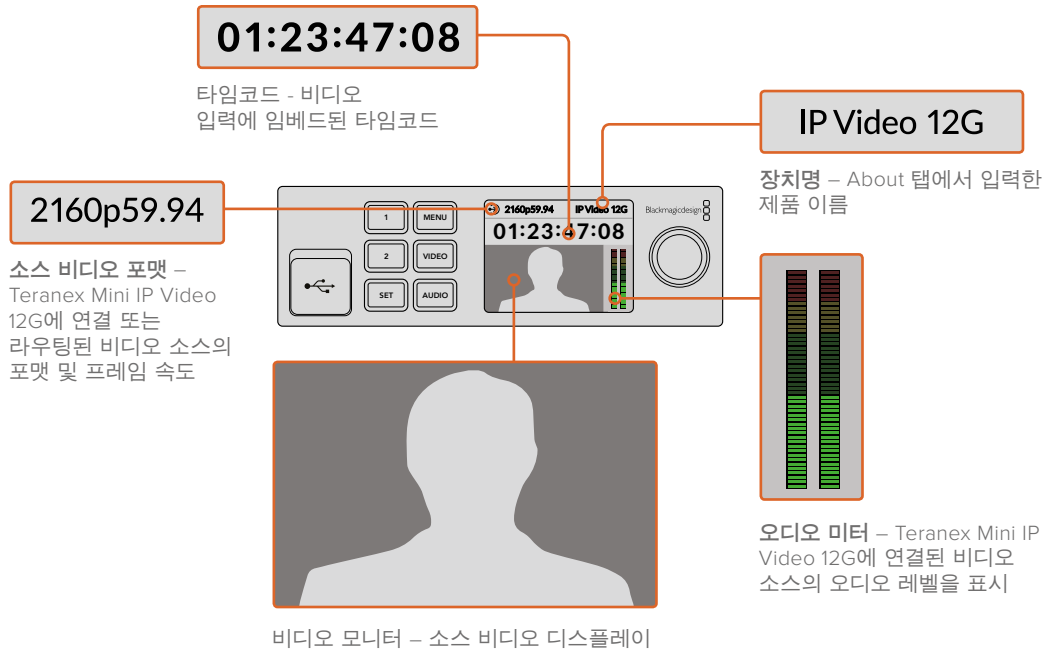 01:23:47:08
타임코드 - 비디오
입력에 임베드된 타임코드
IP Video 12G
장치명 – About 탭에서 입력한
제품 이름
2160p59.94
소스 비디오 포맷 –
Teranex Mini IP Video
12G에 연결 또는
라우팅된 비디오 소스의
포맷 및 프레임 속도
1
MENU
2
VIDEO
SET
AUDIO
2160p59.94 IP Video 12G
01:23:47:08
Blackmagicdesign
오디오 미터 – Teranex Mini IP
Video 12G에 연결된 비디오
소스의 오디오 레벨을 표시
비디오 모니터 – 소스 비디오 디스플레이